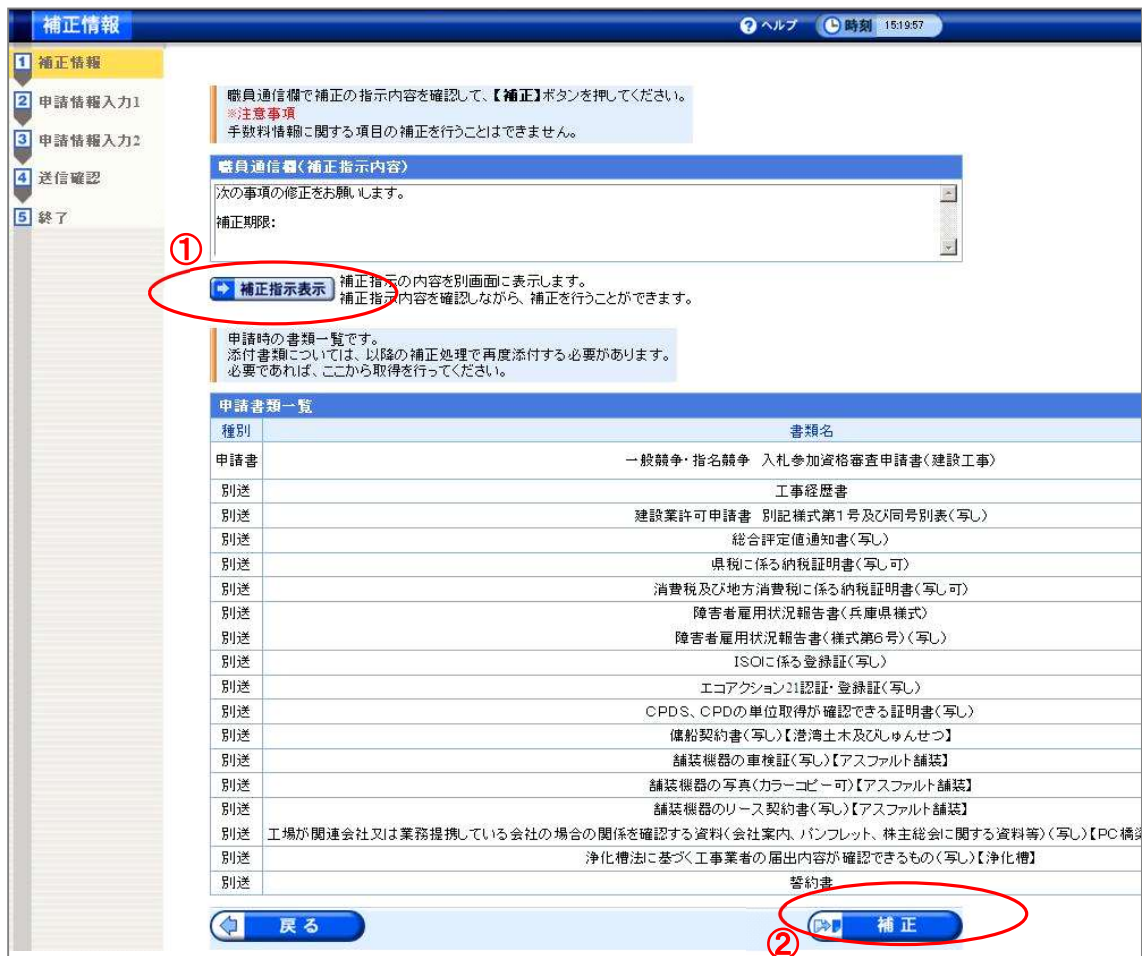 補正情報
ヘルプ
時刻 15:19:57
1 補正情報
2 申請情報入力1
3 申請情報入力2
4 送信確認
5 終了
職員通信欄で補正の指示内容を確認して、【補正】ボタンを押してください。
※注意事項
手数料情報に関する項目の補正を行うことはできません。
職員通信欄(補正指示内容)
次の事項の修正をお願いします。
補正期限:
①
補正指示表示
補正指示の内容を別画面に表示します。
補正指示内容を確認しながら、補正を行うことができます。
申請時の書類一覧です。
添付書類については、以降の補正処理で再度添付する必要があります。
必要であれば、ここから取得を行ってください。
申請書類一覧
種別 書類名
申請書 一般競争・指名競争 入札参加資格審査申請書(建設工事)
別送 工事経歴書
別送 建設業許可申請書 別記様式第1号及び同号別表(写し)
別送 総合評定値通知書(写し)
別送 県税に係る納税証明書(写し可)
別送 消費税及び地方消費税に係る納税証明書(写し可)
別送 障害者雇用状況報告書(兵庫県様式)
別送 障害者雇用状況報告書(様式第6号)(写し)
別送 ISOに係る登録証(写し)
別送 エコアクション21認証・登録証(写し)
別送 CPDS、CPDの単位取得が確認できる証明書(写し)
別送 傭船契約書(写し)【港湾土木及びしゅんせつ】
別送 舗装機器の車検証(写し)【アスファルト舗装】
別送 舗装機器の写真(カラーコピー可)【アスファルト舗装】
別送 舗装機器のリース契約書(写し)【アスファルト舗装】
別送 工場が関連会社又は業務提携している会社の場合の関係を確認する資料(会社案内、パンフレット、株主総会に関する資料等)(写し)【PC橋梁
別送 浄化槽法に基づく工事業者の届出内容が確認できるもの(写し)【浄化槽】
別送 誓約書
戻る
補正
②